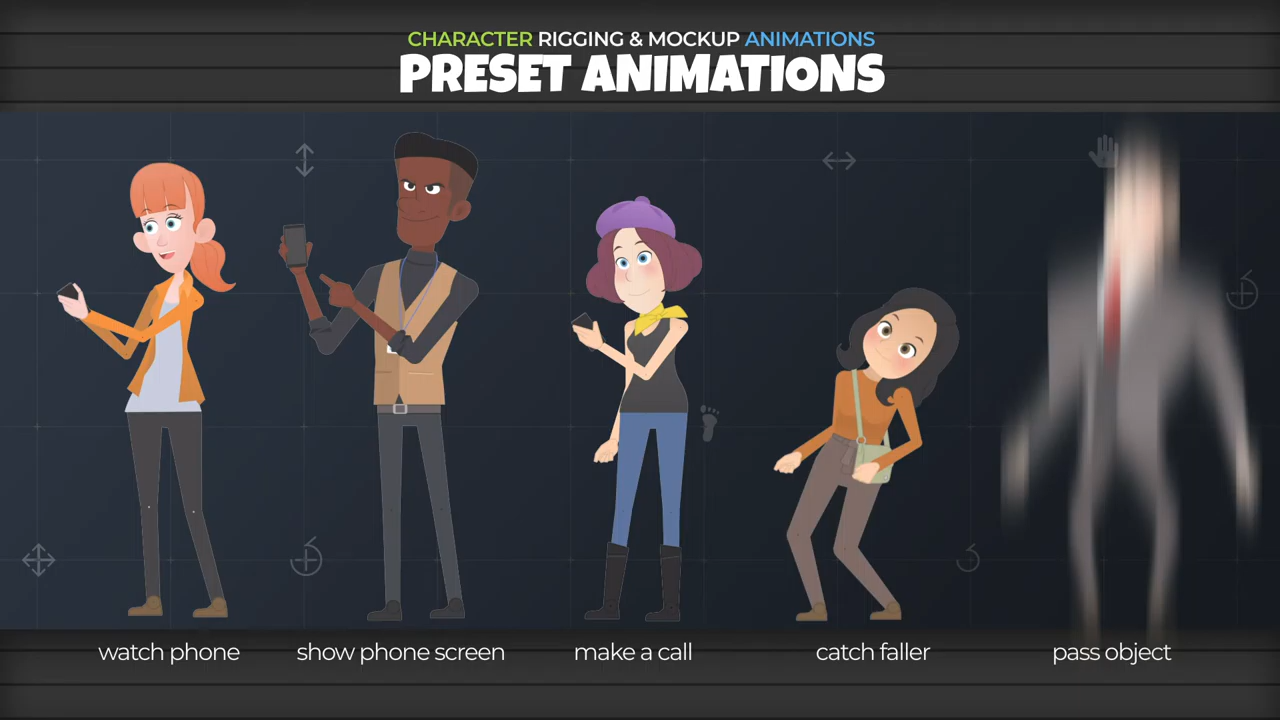 CHARACTER RIGGING & MOCKUP ANIMATIONS
PRESET ANIMATIONS
watch phone
show phone screen
make a call
catch faller
pass object